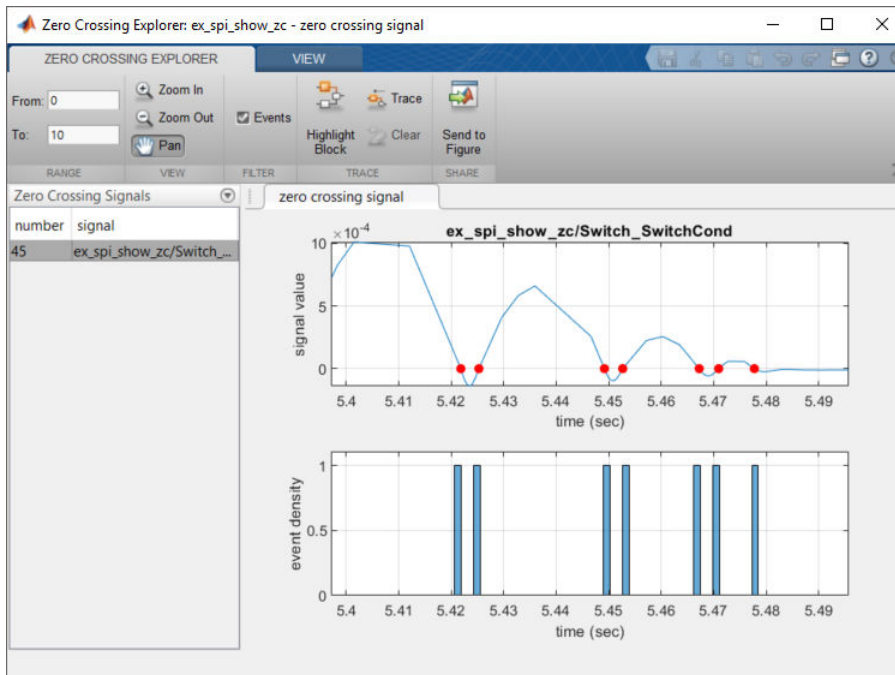 Zero Crossing Explorer: ex_spi_show_zc - zero crossing signal
ZERO CROSSING EXPLORER VIEW
From: 0
To: 10
Zoom In
Zoom Out
Pan
Events
Highlight
Block
Trace
Clear
Send to
Figure
RANGE VIEW FILTER TRACE SHARE
Zero Crossing Signals
zero crossing signal
number signal
45 ex_spi_show_zc/Switch_...
×10-4
ex_spi_show_zc/Switch_SwitchCond
10
5
0
signal value
5.4 5.41 5.42 5.43 5.44 5.45 5.46 5.47 5.48 5.49
time (sec)
1
0.5
0
event density
5.4 5.41 5.42 5.43 5.44 5.45 5.46 5.47 5.48 5.49
time (sec)